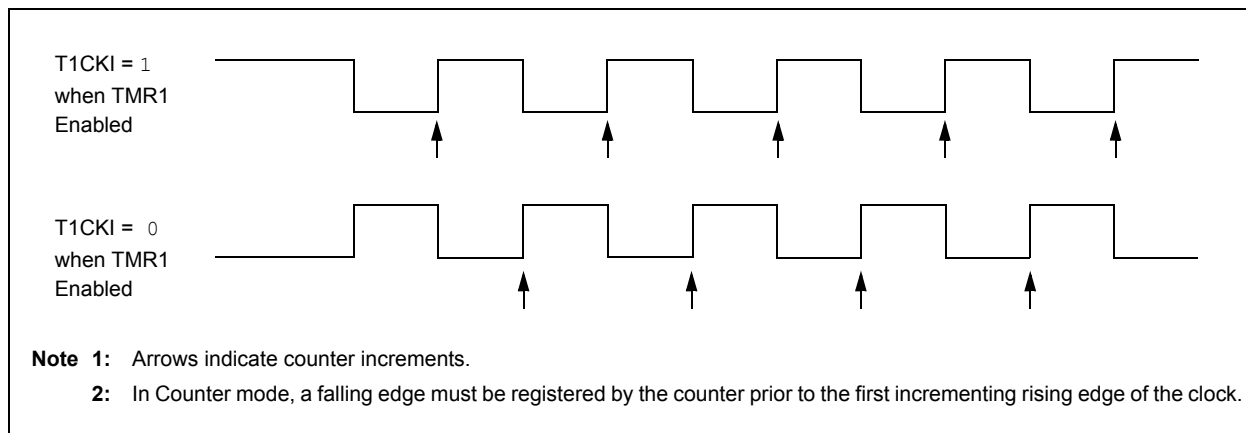 T1CKI = 1
when TMR1
Enabled
T1CKI = 0
when TMR1
Enabled
Note 1: Arrows indicate counter increments.
2: In Counter mode, a falling edge must be registered by the counter prior to the first incrementing rising edge of the clock.